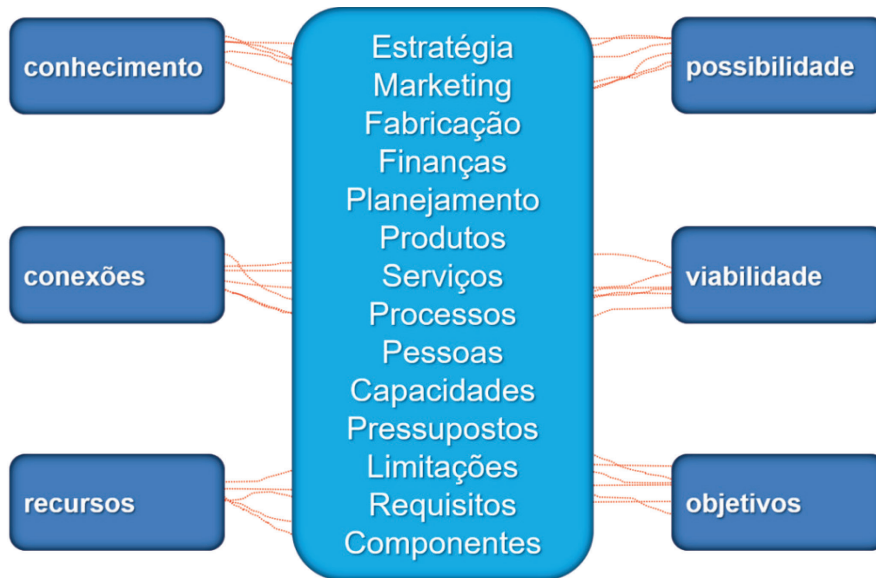 conhecimento
conexões
recursos
Estratégia
Marketing
Fabricação
Finanças
Planejamento
Produtos
Serviços
Processos
Pessoas
Capacidades
Pressupostos
Limitações
Requisitos
Componentes
possibilidade
viabilidade
objetivos